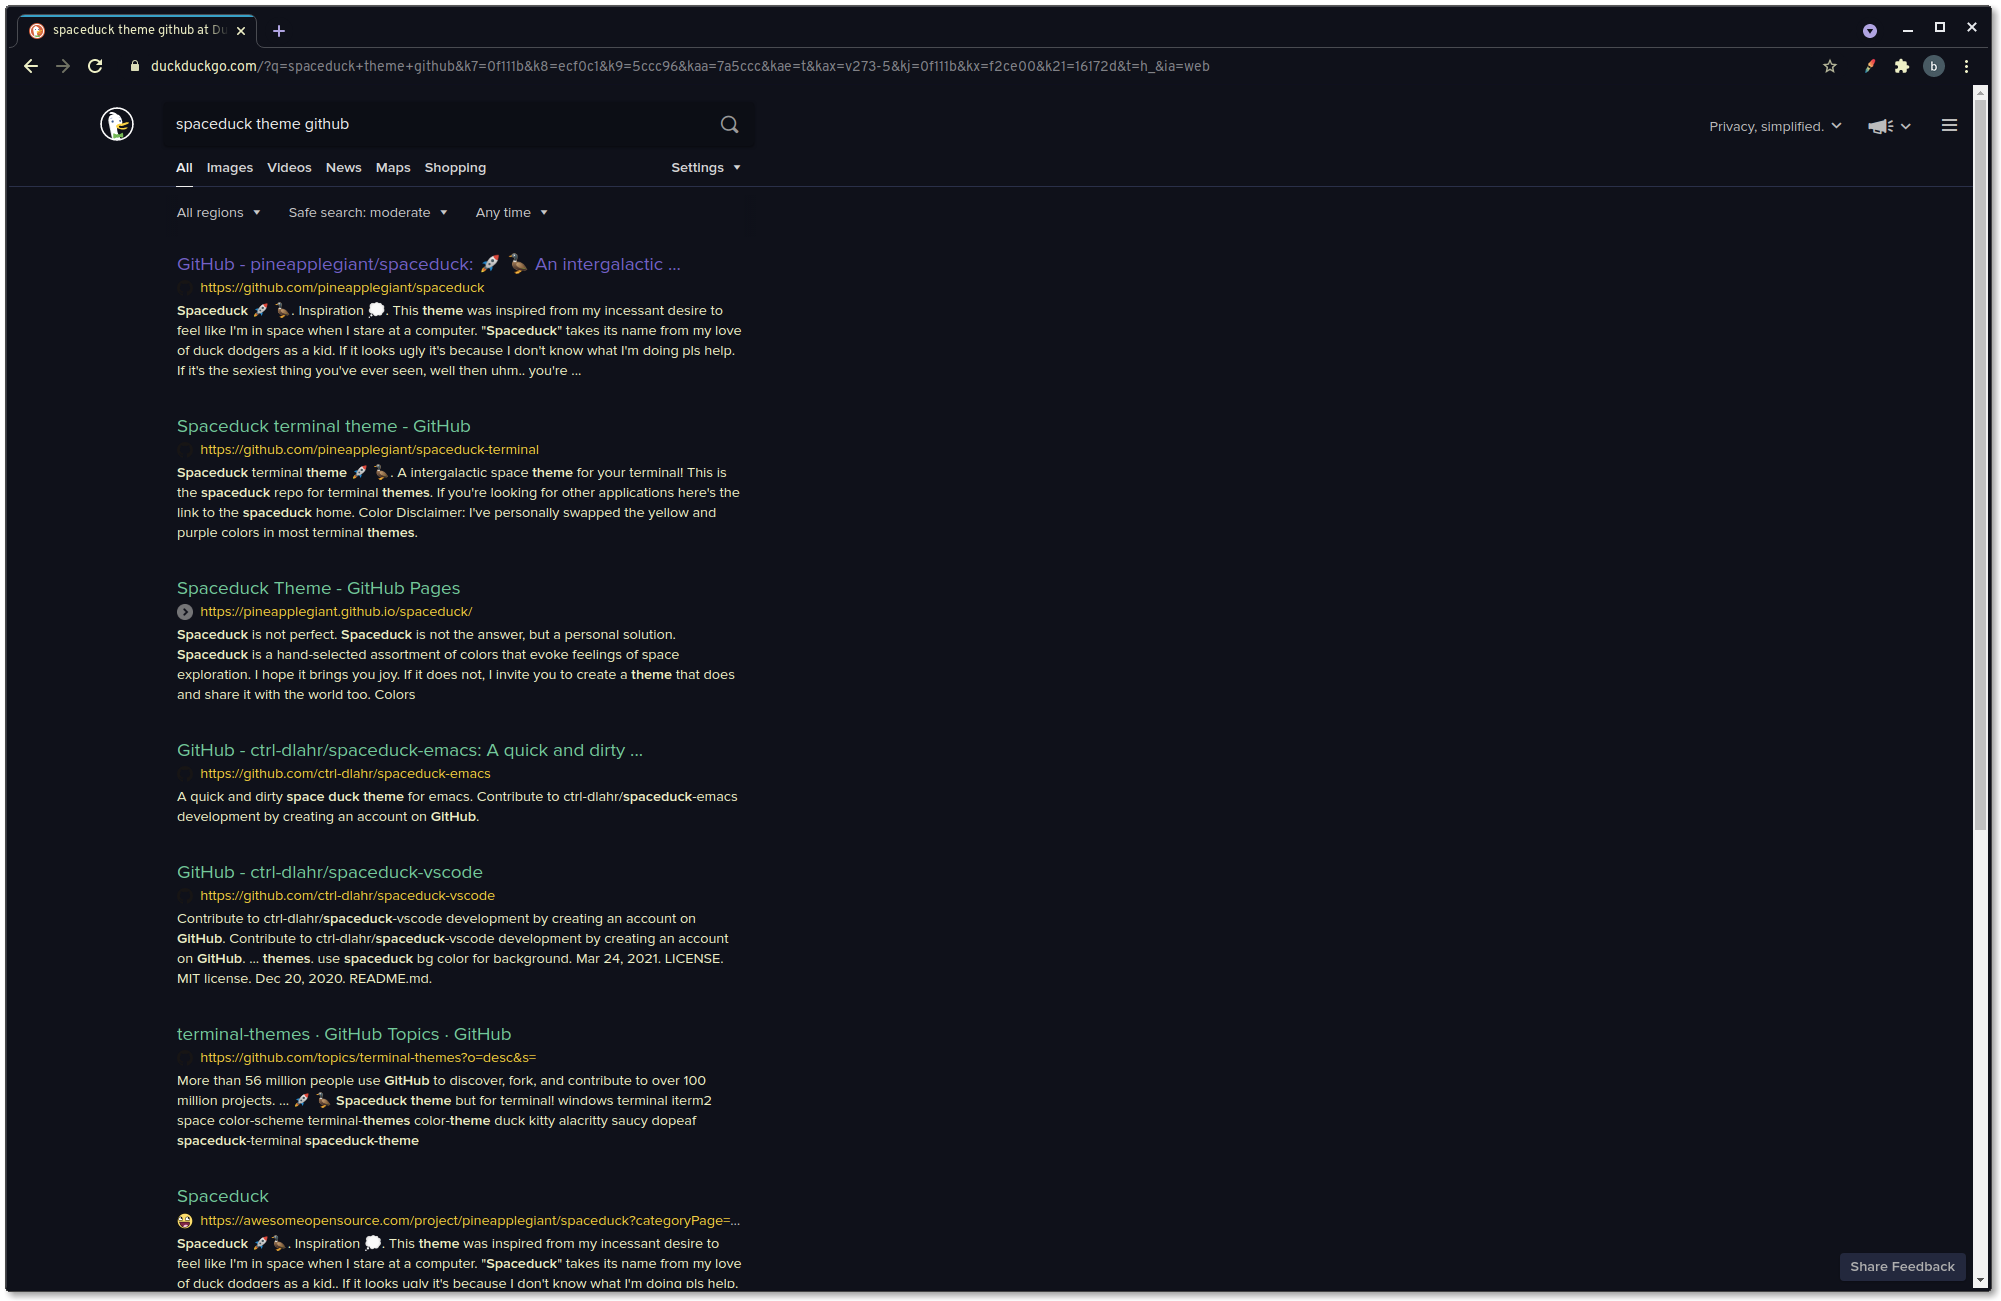 spaceduck theme github at Du
duckduckgo.com/?q=spaceduck+theme+github&k7=0f111b&k8=ecf0c1&k9=5ccc96&kaa=7a5ccc&kae=t&kax=v273-5&kj=0f111b&kx=f2ce00&k21=16172d&t=h_&ia=web
b
spaceduck theme github
Privacy, simplified.
All Images Videos News Maps Shopping Settings
All regions Safe search: moderate Any time
GitHub - pineapplegiant/spaceduck: 🚀 🦆 An intergalactic ...
https://github.com/pineapplegiant/spaceduck
Spaceduck 🚀 🦆. Inspiration 💭. This theme was inspired from my incessant desire to
feel like I'm in space when I stare at a computer. "Spaceduck" takes its name from my love
of duck dodgers as a kid. If it looks ugly it's because I don't know what I'm doing pls help.
If it's the sexiest thing you've ever seen, well then uhm.. you're ...
Spaceduck terminal theme - GitHub
https://github.com/pineapplegiant/spaceduck-terminal
Spaceduck terminal theme 🚀 🦆. A intergalactic space theme for your terminal! This is
the spaceduck repo for terminal themes. If you're looking for other applications here's the
link to the spaceduck home. Color Disclaimer: I've personally swapped the yellow and
purple colors in most terminal themes.
Spaceduck Theme - GitHub Pages
https://pineapplegiant.github.io/spaceduck/
Spaceduck is not perfect. Spaceduck is not the answer, but a personal solution.
Spaceduck is a hand-selected assortment of colors that evoke feelings of space
exploration. I hope it brings you joy. If it does not, I invite you to create a theme that does
and share it with the world too. Colors
GitHub - ctrl-dlahr/spaceduck-emacs: A quick and dirty ...
https://github.com/ctrl-dlahr/spaceduck-emacs
A quick and dirty space duck theme for emacs. Contribute to ctrl-dlahr/spaceduck-emacs
development by creating an account on GitHub.
GitHub - ctrl-dlahr/spaceduck-vscode
https://github.com/ctrl-dlahr/spaceduck-vscode
Contribute to ctrl-dlahr/spaceduck-vscode development by creating an account on
GitHub. Contribute to ctrl-dlahr/spaceduck-vscode development by creating an account
on GitHub. ... themes. use spaceduck bg color for background. Mar 24, 2021. LICENSE.
MIT license. Dec 20, 2020. README.md.
terminal-themes · GitHub Topics · GitHub
https://github.com/topics/terminal-themes?o=desc&s=
More than 56 million people use GitHub to discover, fork, and contribute to over 100
million projects. ... 🚀 🦆 Spaceduck theme but for terminal! windows terminal iterm2
space color-scheme terminal-themes color-theme duck kitty alacritty saucy dopeaf
spaceduck-terminal spaceduck-theme
Spaceduck
https://awesomeopensource.com/project/pineapplegiant/spaceduck?categoryPage=...
Spaceduck 🚀🦆. Inspiration 💭. This theme was inspired from my incessant desire to
feel like I'm in space when I stare at a computer. "Spaceduck" takes its name from my love
of duck dodgers as a kid.. If it looks ugly it's because I don't know what I'm doing pls help.
Share Feedback